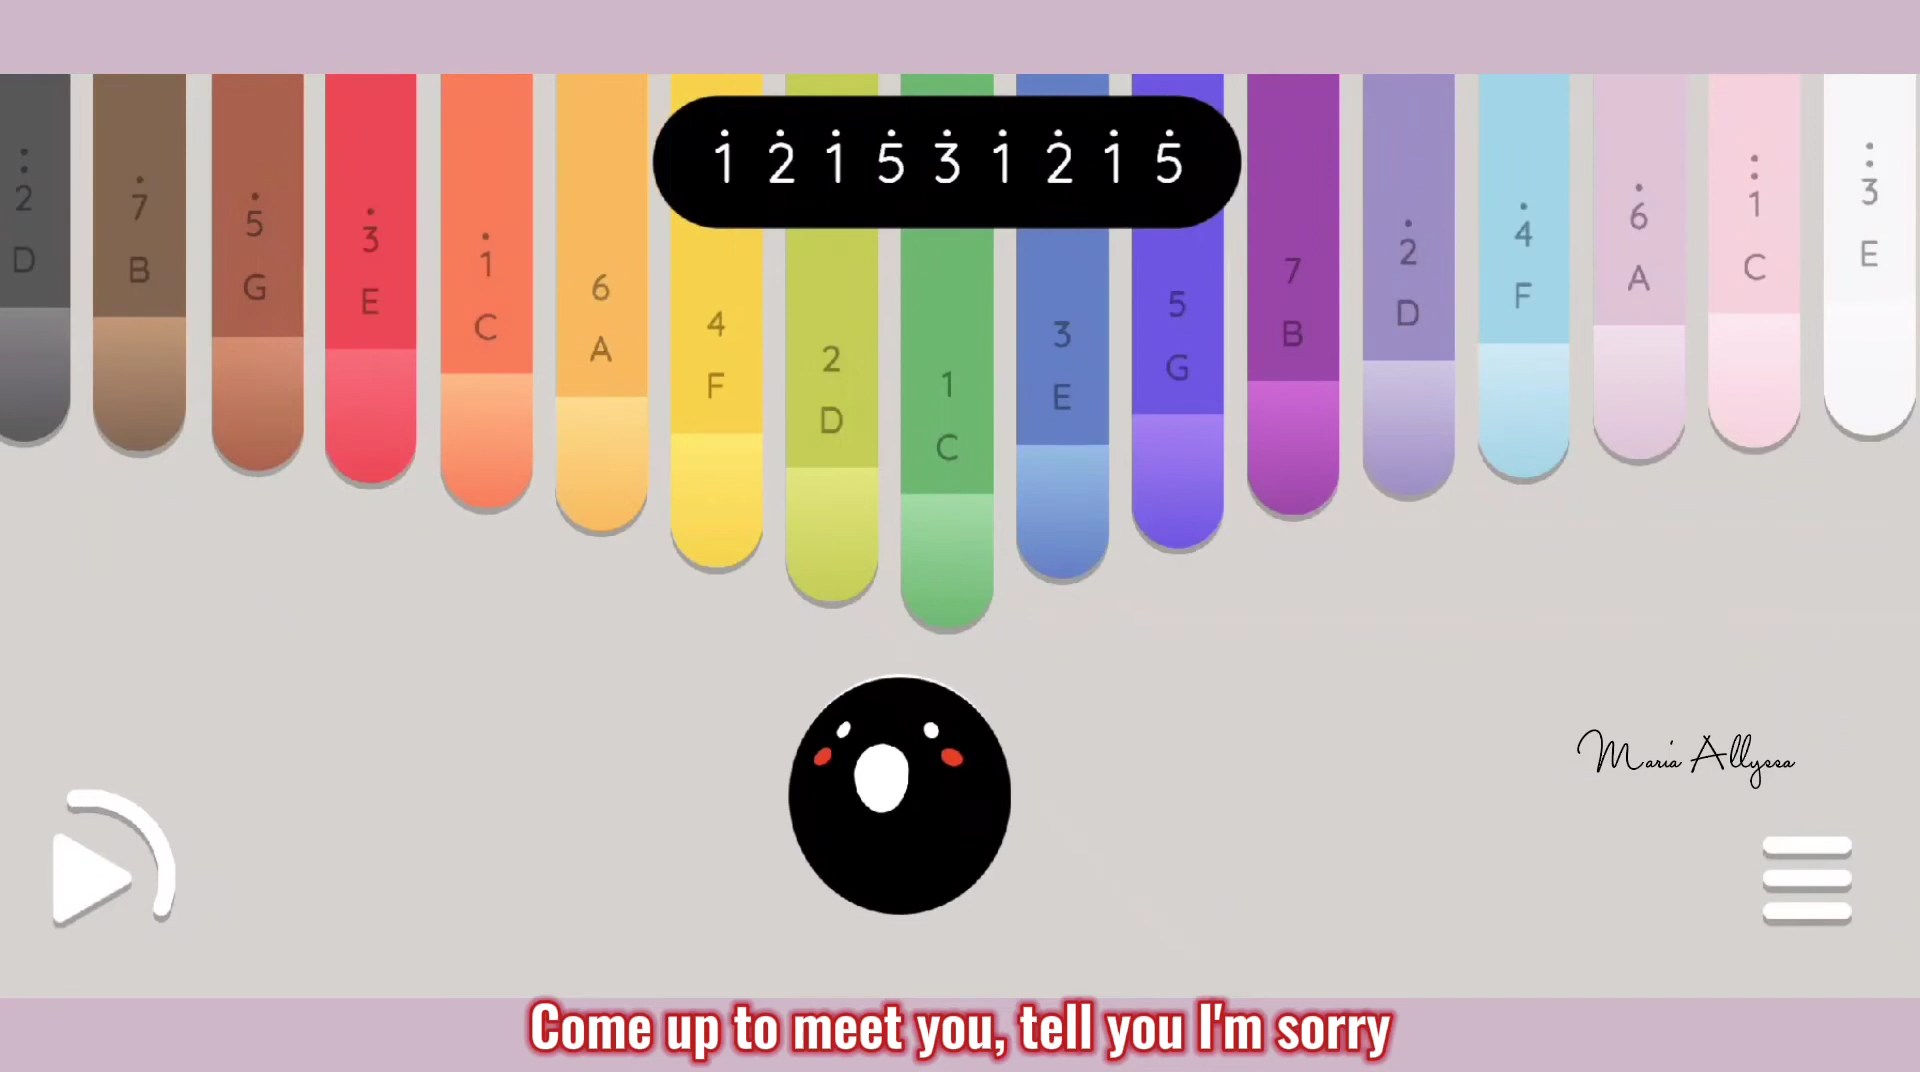 1̇ 2̇ 1̇ 5̇ 3̇ 1̇ 2̇ 1̇ 5̇
2̈ 7̇ 5̇ 3̇ 1̇ 6 4 2 1 3 5 7 2̇ 4̇ 6̇ 1̈ 3̈
D B G E C A F D C E G B D F A C E
Maria Allyssa
Come up to meet you, tell you I'm sorry